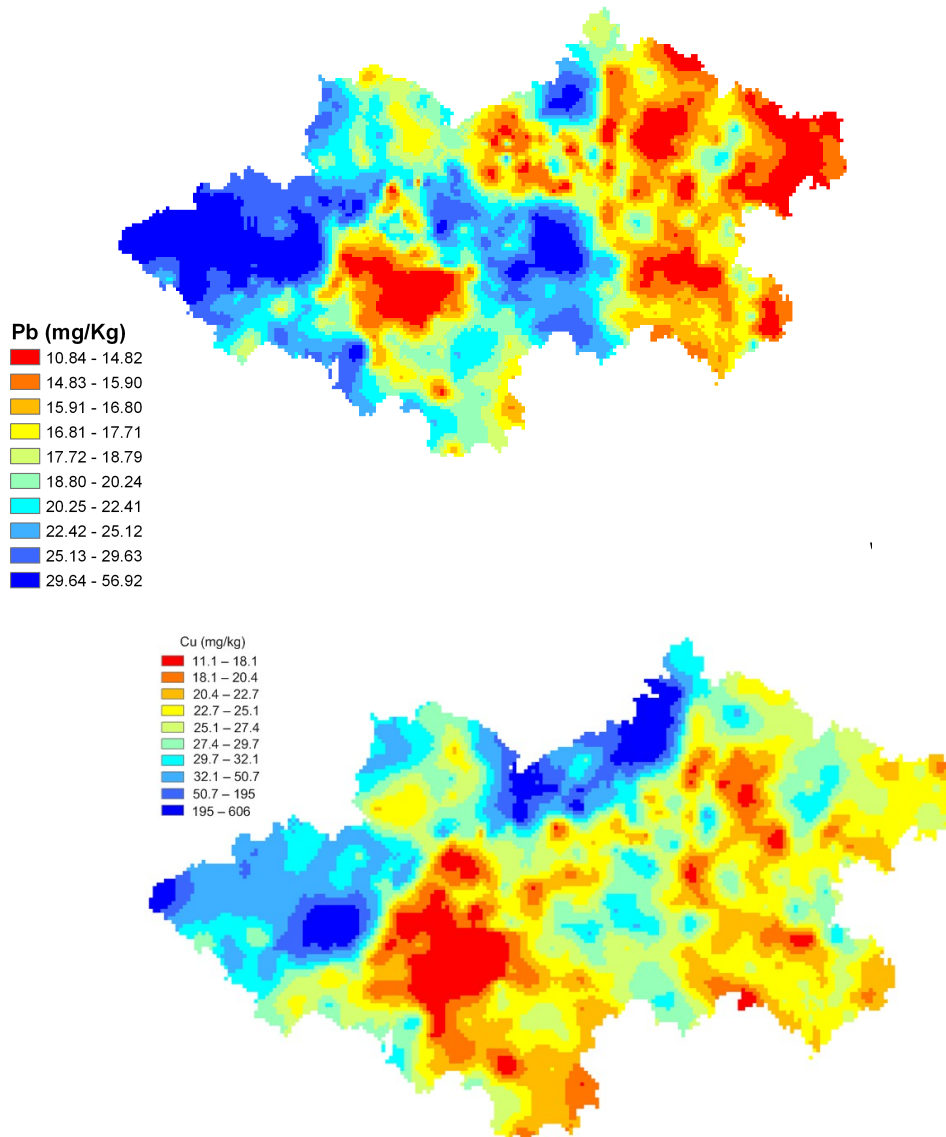 Pb (mg/Kg)
10.84 - 14.82
14.83 - 15.90
15.91 - 16.80
16.81 - 17.71
17.72 - 18.79
18.80 - 20.24
20.25 - 22.41
22.42 - 25.12
25.13 - 29.63
29.64 - 56.92
Cu (mg/kg)
11.1 – 18.1
18.1 – 20.4
20.4 – 22.7
22.7 – 25.1
25.1 – 27.4
27.4 – 29.7
29.7 – 32.1
32.1 – 50.7
50.7 – 195
195 – 606